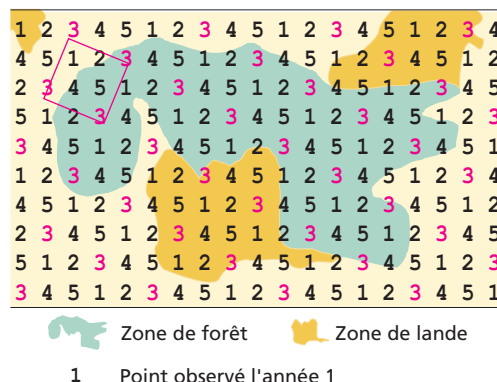 1 2 3 4 5 1 2 3 4 5 1 2 3 4 5 1 2 3 4
4 5 1 2 3 4 5 1 2 3 4 5 1 2 3 4 5 1 2
2 3 4 5 1 2 3 4 5 1 2 3 4 5 1 2 3 4 5
5 1 2 3 4 5 1 2 3 4 5 1 2 3 4 5 1 2 3
3 4 5 1 2 3 4 5 1 2 3 4 5 1 2 3 4 5 1
1 2 3 4 5 1 2 3 4 5 1 2 3 4 5 1 2 3 4
4 5 1 2 3 4 5 1 2 3 4 5 1 2 3 4 5 1 2
2 3 4 5 1 2 3 4 5 1 2 3 4 5 1 2 3 4 5
5 1 2 3 4 5 1 2 3 4 5 1 2 3 4 5 1 2 3
3 4 5 1 2 3 4 5 1 2 3 4 5 1 2 3 4 5 1
Zone de forêt Zone de lande
1 Point observé l'année 1